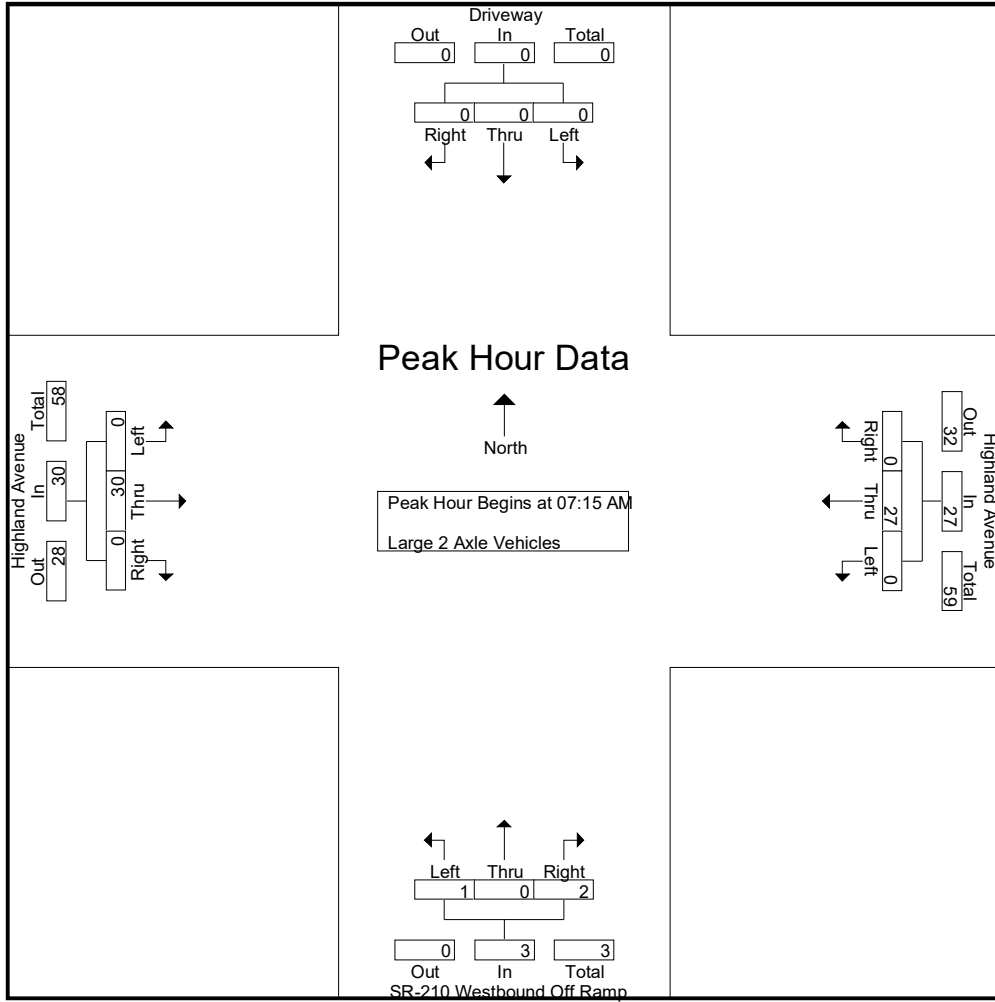 Driveway
Out In Total
0 0 0
0 0 0
Right Thru Left
Peak Hour Data
North
Peak Hour Begins at 07:15 AM
Large 2 Axle Vehicles
Highland Avenue
Total In Out
58 30 28
0 30 0
Left Thru Right
Highland Avenue
Out In Total
32 27 59
0 27 0
Right Thru Left
Left Thru Right
1 0 2
0 3 3
Out In Total
SR-210 Westbound Off Ramp